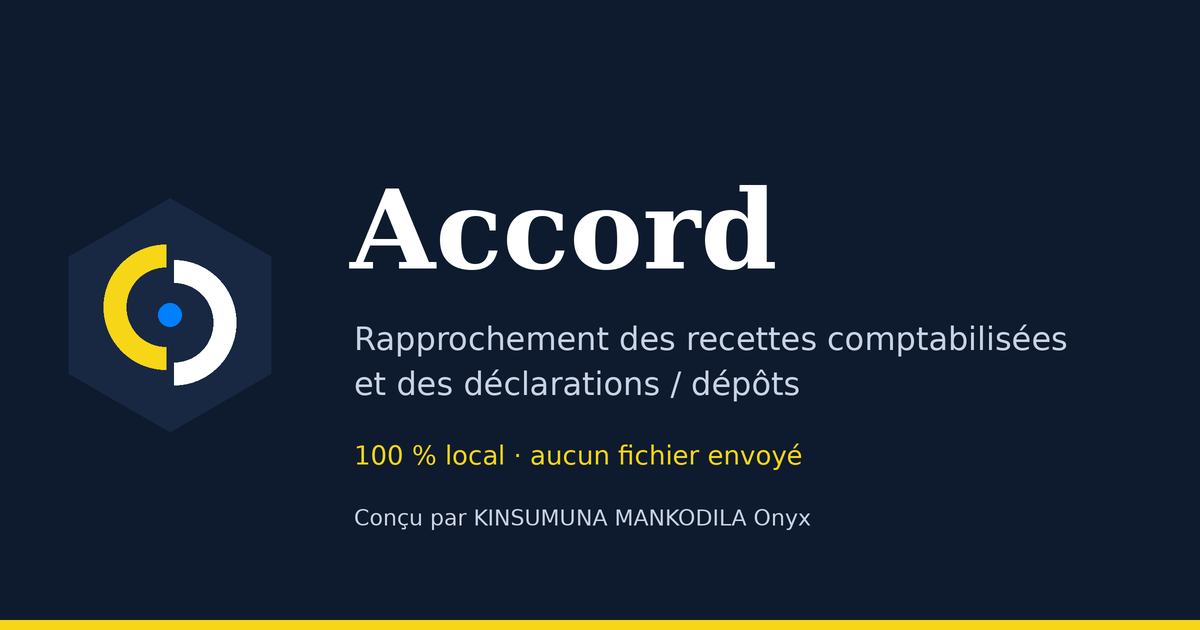 Accord
Rapprochement des recettes comptabilisées
et des déclarations / dépôts
100 % local · aucun fichier envoyé
Conçu par KINSUMUNA MANKODILA Onyx